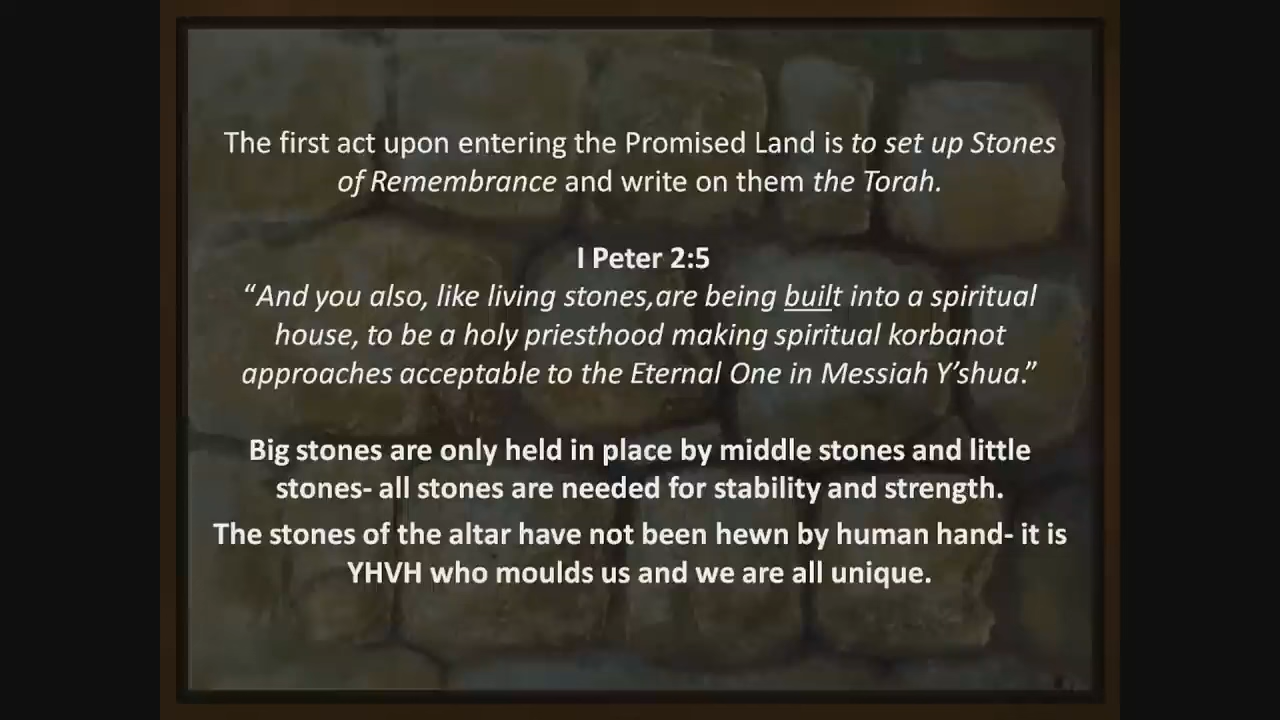 The first act upon entering the Promised Land is to set up Stones
of Remembrance and write on them the Torah.
I Peter 2:5
“And you also, like living stones,are being built into a spiritual
house, to be a holy priesthood making spiritual korbanot
approaches acceptable to the Eternal One in Messiah Y’shua.”
Big stones are only held in place by middle stones and little
stones- all stones are needed for stability and strength.
The stones of the altar have not been hewn by human hand- it is
YHVH who moulds us and we are all unique.